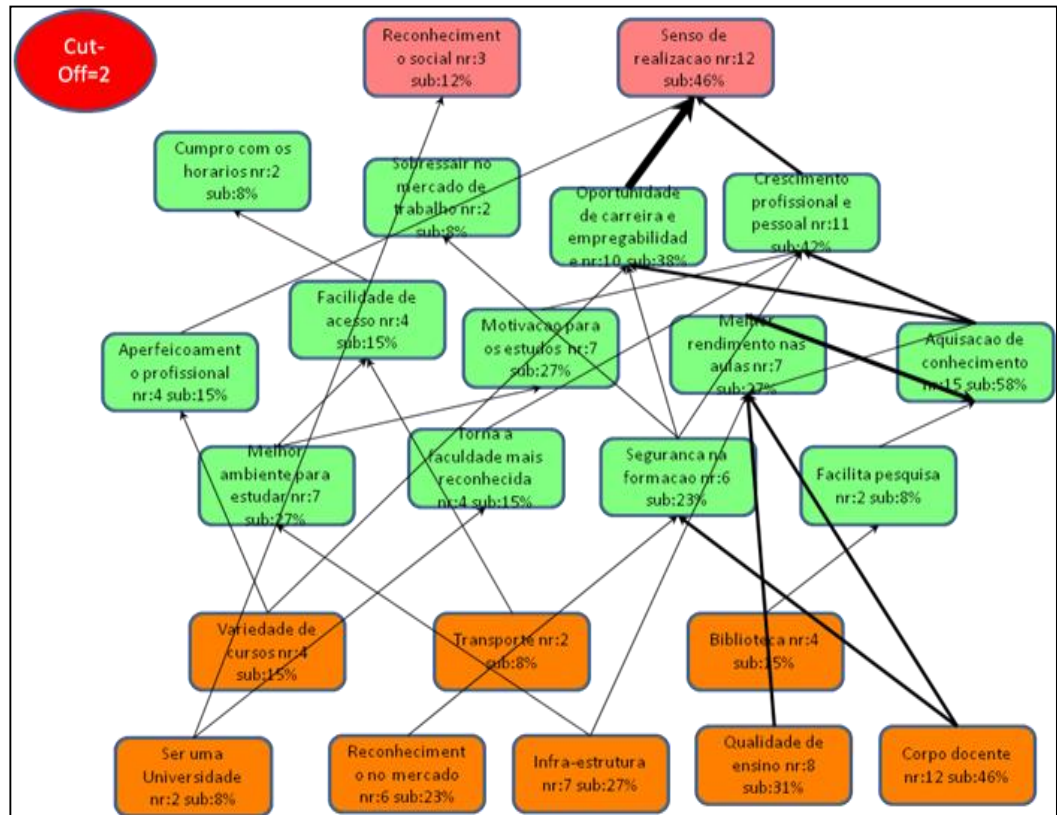 Cut-
Off=2
Reconheciment
o social nr:3
sub:12%
Senso de
realizacao nr:12
sub:46%
Cumpro com os
horarios nr:2
sub:8%
Sobressair no
mercado de
trabalho nr:2
sub:8%
Oportunidade
de carreira e
empregabilidad
e nr:10 sub:38%
Crescimento
profissional e
pessoal nr:11
sub:42%
Facilidade de
acesso nr:4
sub:15%
Aperfeicoament
o profissional
nr:4 sub:15%
Motivacao para
os estudos nr:7
sub:27%
Melhor
rendimento nas
aulas nr:7
sub:27%
Aquisacao de
conhecimento
nr:15 sub:58%
Melhor
ambiente para
estudar nr:7
sub:27%
Torna a
faculdade mais
reconhecida
nr:4 sub:15%
Seguranca na
formacao nr:6
sub:23%
Facilita pesquisa
nr:2 sub:8%
Variedade de
cursos nr:4
sub:15%
Transporte nr:2
sub:8%
Biblioteca nr:4
sub:15%
Ser uma
Universidade
nr:2 sub:8%
Reconheciment
o no mercado
nr:6 sub:23%
Infra-estrutura
nr:7 sub:27%
Qualidade de
ensino nr:8
sub:31%
Corpo docente
nr:12 sub:46%